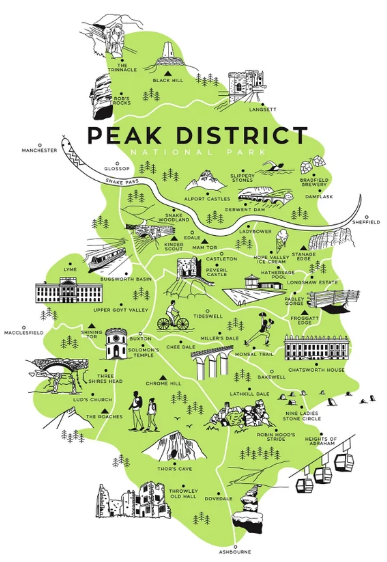 THE
TRINNACLE
BLACK HILL
BOB'S
ROCKS
LANGSETT
PEAK DISTRICT
NATIONAL PARK
MANCHESTER
GLOSSOP
SNAKE PASS
SLIPPERY
STONES
BRADFIELD
BREWERY
ALPORT CASTLES
DAMFLASK
DERWENT DAM
SHEFFIELD
SNAKE
WOODLAND
LADYBOWER
EDALE
KINDER
SCOUT
MAM TOR
CASTLETON
HOPE VALLEY
ICE CREAM
STANAGE
EDGE
LYME
PEVERIL
CASTLE
HATHERSAGE
POOL
BUGSWORTH BASIN
LONGSHAW ESTATE
PADLEY
GORGE
UPPER GOYT VALLEY
TIDESWELL
FROGGATT
EDGE
MACCLESFIELD
SHINING
TOR
BUXTON
SOLOMON'S
TEMPLE
CHEE DALE
MILLER'S DALE
MONSAL TRAIL
CHATSWORTH HOUSE
THREE
SHIRES HEAD
CHROME HILL
BAKEWELL
LUD'S CHURCH
LATHKILL DALE
THE ROACHES
NINE LADIES
STONE CIRCLE
ROBIN HOOD'S
STRIDE
HEIGHTS OF
ABRAHAM
THOR'S CAVE
THROWLEY
OLD HALL
DOVEDALE
ASHBOURNE